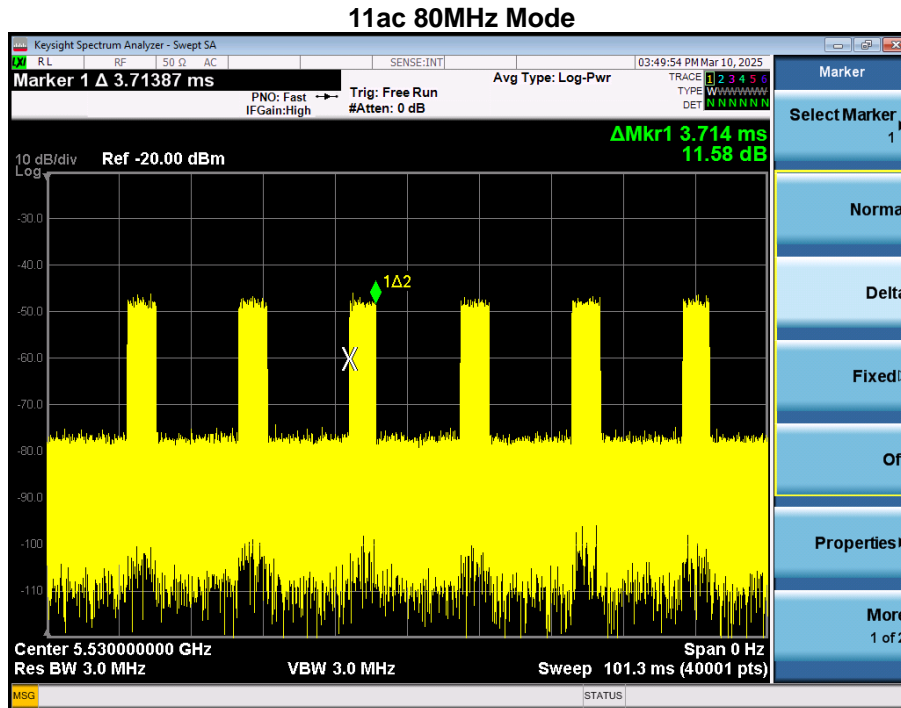 11ac 80MHz Mode
Keysight Spectrum Analyzer - Swept SA
LXI RL RF 50 Ω AC SENSE:INT 03:49:54 PM Mar 10, 2025
Marker 1 Δ 3.71387 ms
PNO: Fast
IFGain:High
Trig: Free Run
#Atten: 0 dB
Avg Type: Log-Pwr
TRACE 1 2 3 4 5 6
TYPE WWWWWW
DET N N N N N N
ΔMkr1 3.714 ms
11.58 dB
10 dB/div Ref -20.00 dBm
Log
-30.0
-40.0
-50.0
-60.0
-70.0
-80.0
-90.0
-100
-110
1Δ2
Center 5.530000000 GHz Span 0 Hz
Res BW 3.0 MHz VBW 3.0 MHz Sweep 101.3 ms (40001 pts)
MSG STATUS
Marker
Select Marker
1
Norma
Delta
Fixed
Of
Properties
More
1 of 2